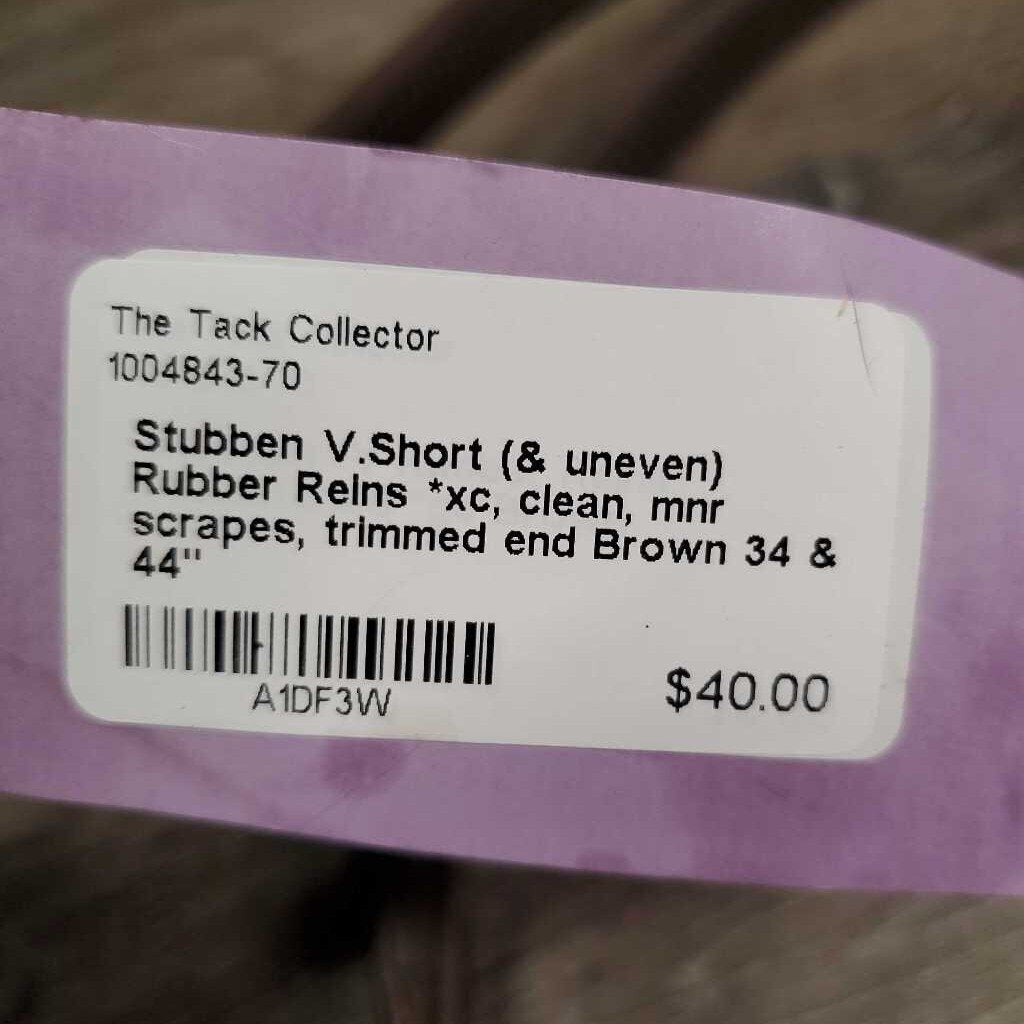 The Tack Collector
1004843-70
Stubben V.Short (& uneven)
Rubber Reins *xc, clean, mnr
scrapes, trimmed end Brown 34 &
44"
A1DF3W
$40.00